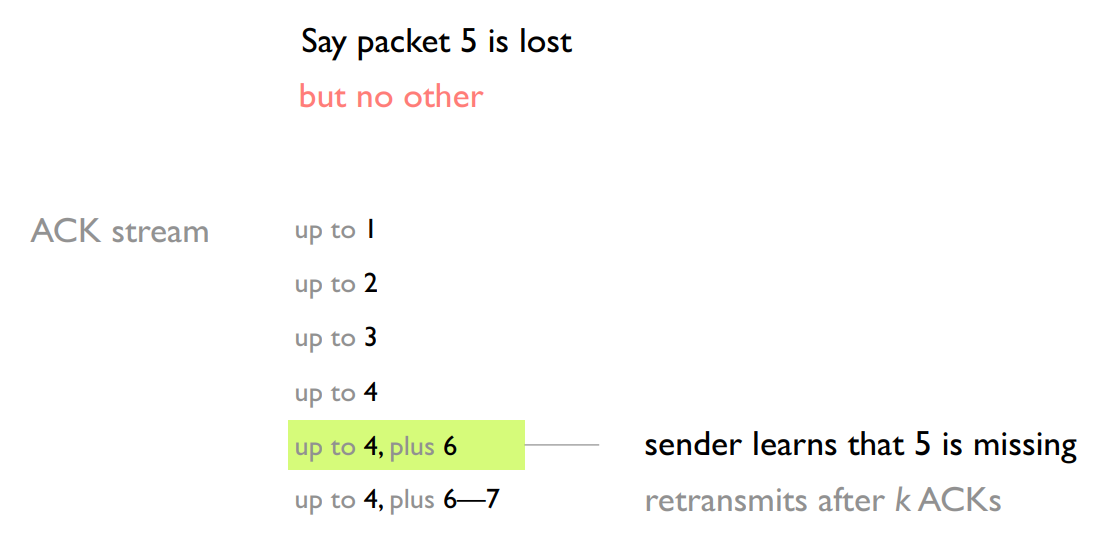 Say packet 5 is lost
but no other
ACK stream
up to 1
up to 2
up to 3
up to 4
up to 4, plus 6
sender learns that 5 is missing
up to 4, plus 6—7
retransmits after k ACKs